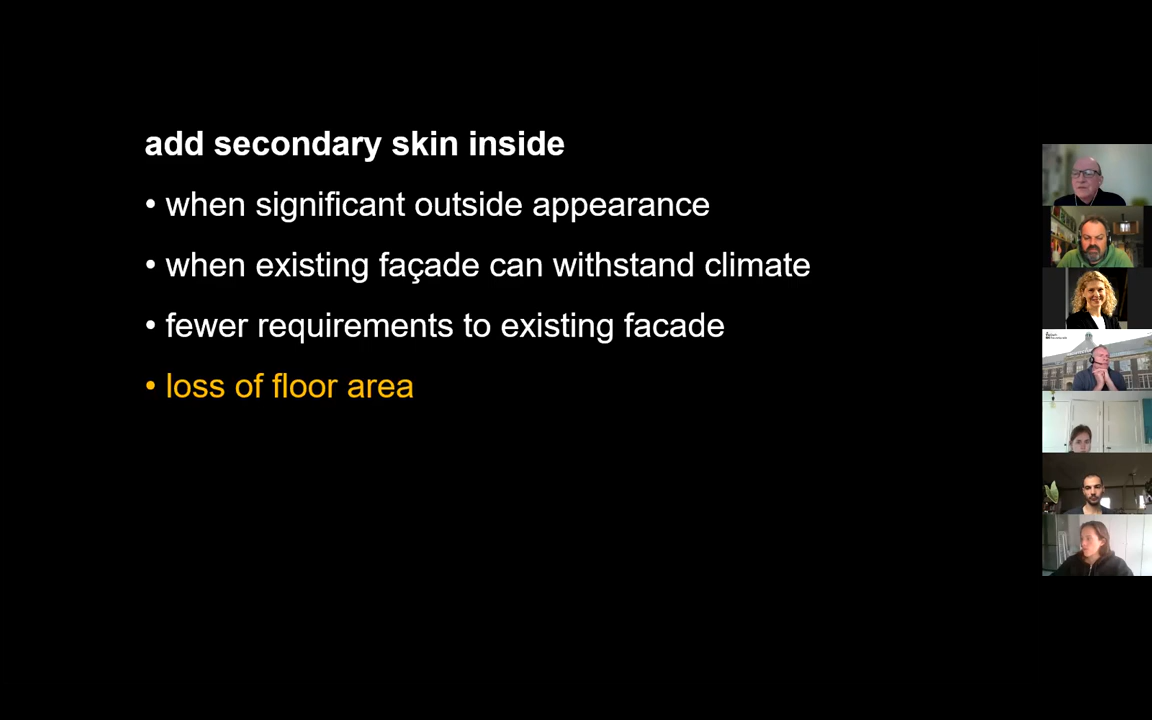 add secondary skin inside
• when significant outside appearance
• when existing façade can withstand climate
• fewer requirements to existing facade
• loss of floor area